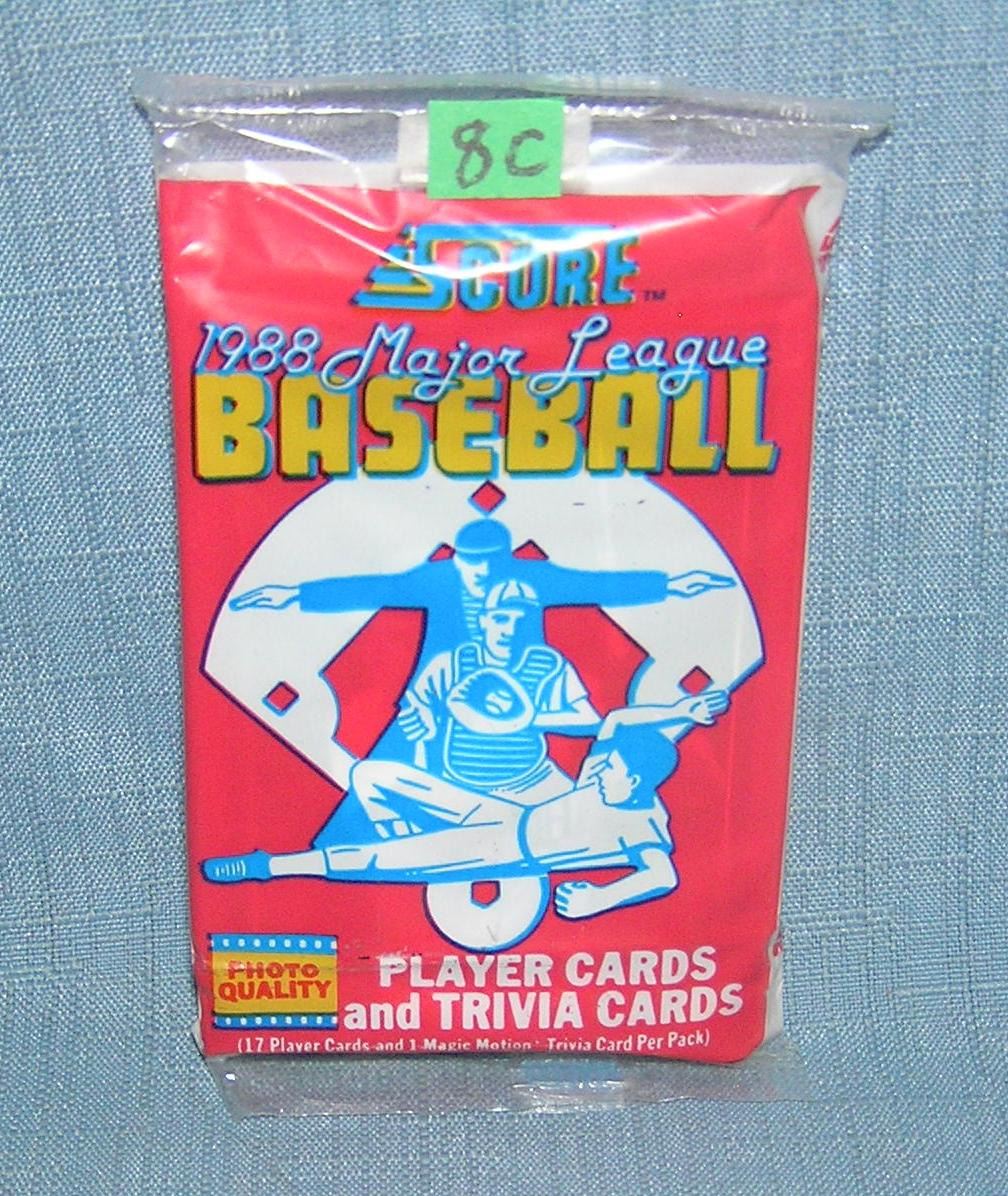 8C
SCORE™
1988 Major League
BASEBALL
PHOTO
QUALITY
PLAYER CARDS
and TRIVIA CARDS
(17 Player Cards and 1 Magic Motion Trivia Card Per Pack)